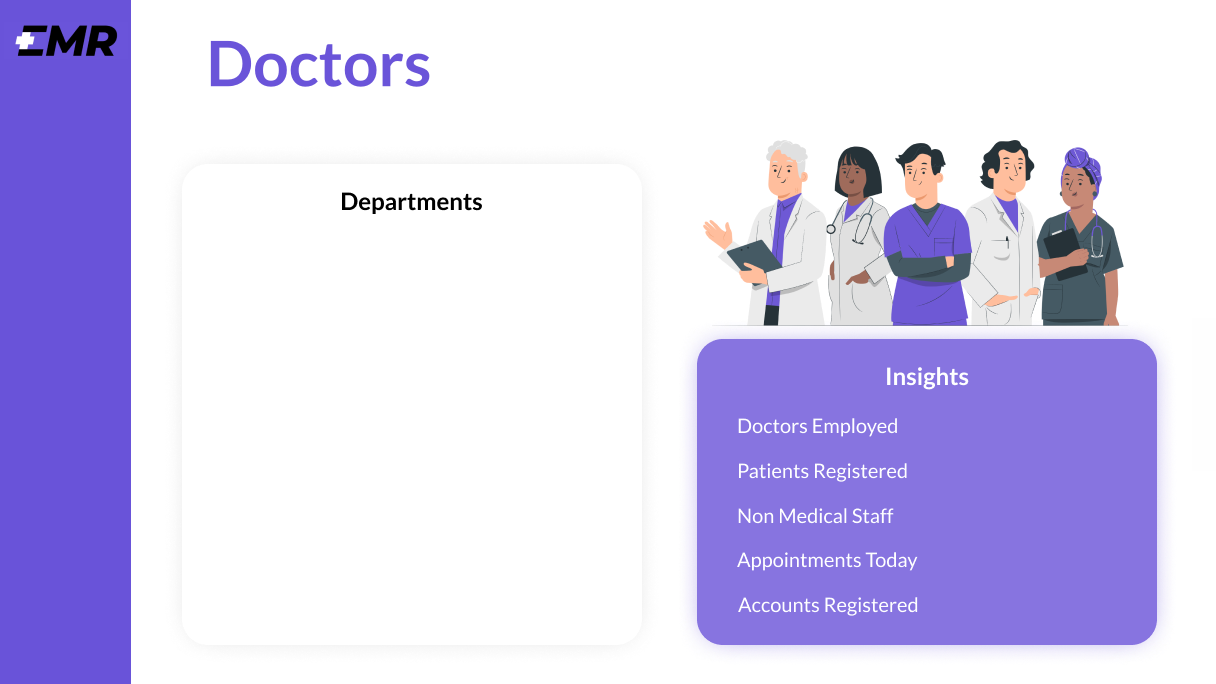 EMR
Doctors
Departments
Insights
Doctors Employed
Patients Registered
Non Medical Staff
Appointments Today
Accounts Registered